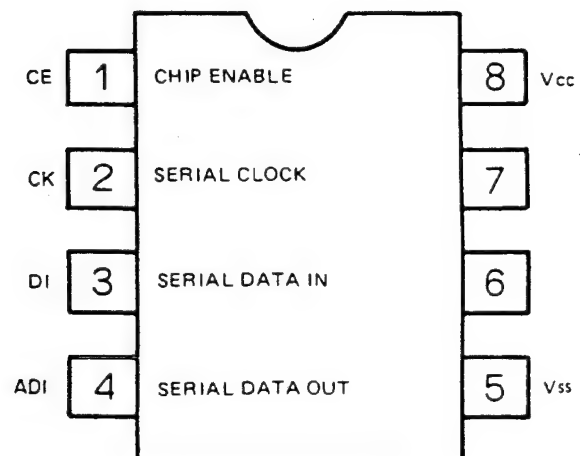 CE 1 CHIP ENABLE 8 Vcc
CK 2 SERIAL CLOCK 7
DI 3 SERIAL DATA IN 6
ADI 4 SERIAL DATA OUT 5 Vss